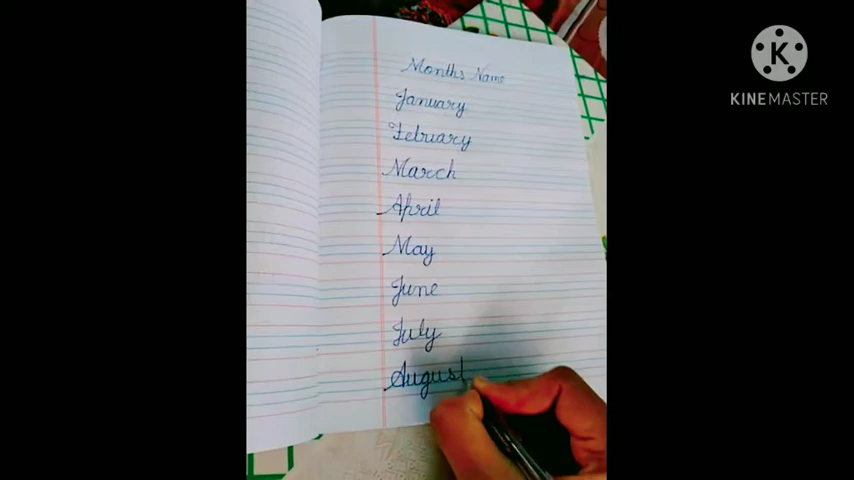 Months Name
January
February
March
April
May
June
July
August
K
KINEMASTER